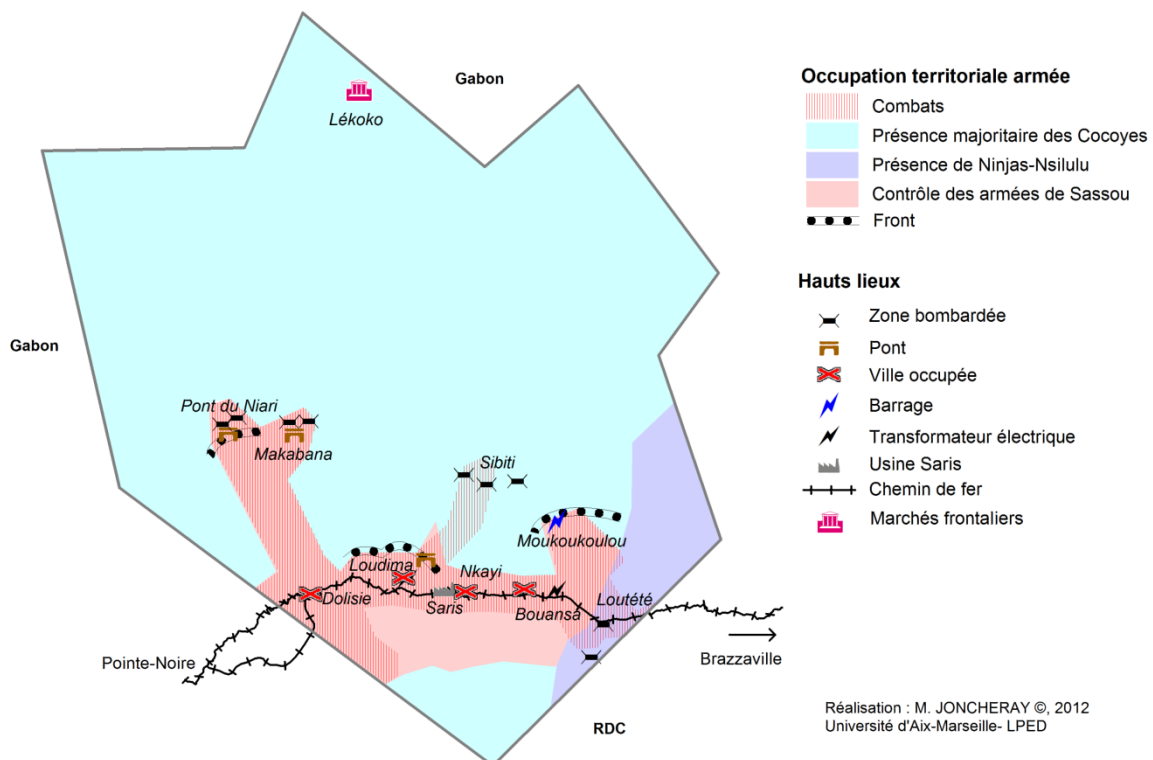 Gabon
Lékoko
Gabon
Pont du Niari
Makabana
Sibiti
Moukoukoulou
Loudima
Nkayi
Dolisie
Saris
Bouansa
Loutété
Pointe-Noire
Brazzaville
RDC
Occupation territoriale armée
Combats
Présence majoritaire des Cocoyes
Présence de Ninjas-Nsilulu
Contrôle des armées de Sassou
Front
Hauts lieux
Zone bombardée
Pont
Ville occupée
Barrage
Transformateur électrique
Usine Saris
Chemin de fer
Marchés frontaliers
Réalisation : M. JONCHERAY ©, 2012
Université d'Aix-Marseille- LPED